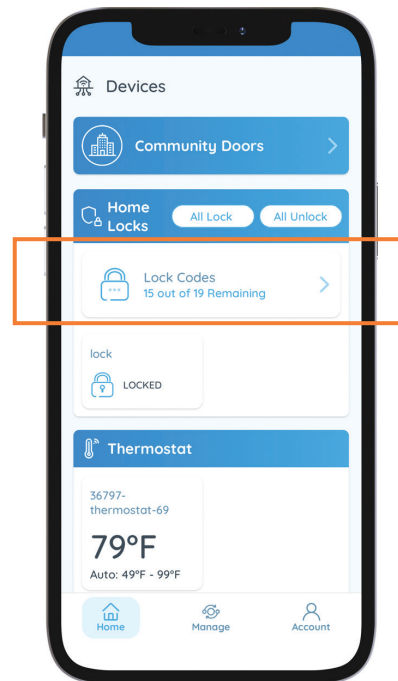 Devices
Community Doors
Home
Locks
All Lock
All Unlock
Lock Codes
15 out of 19 Remaining
lock
LOCKED
Thermostat
36797-
thermostat-69
79°F
Auto: 49°F - 99°F
Home
Manage
Account